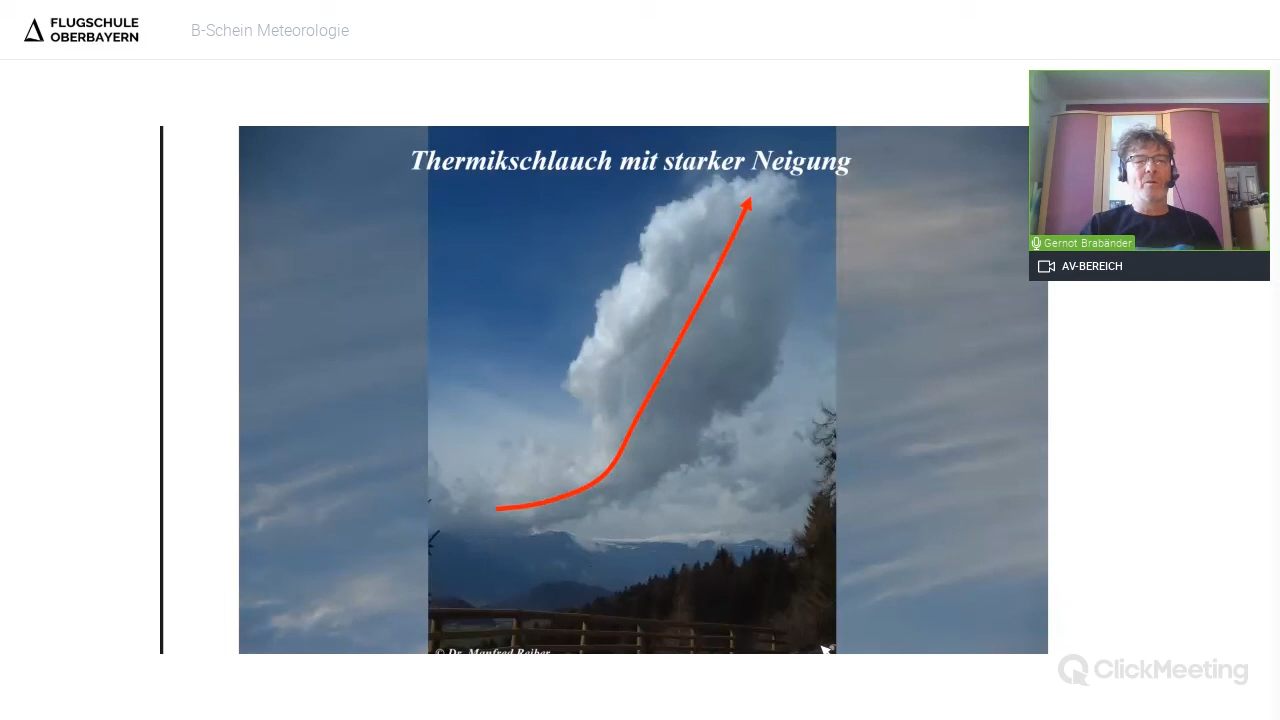 FLUGSCHULE
OBERBAYERN
B-Schein Meteorologie
Thermikschlauch mit starker Neigung
Gernot Brabänder
AV-BEREICH
© Dr. Manfred Reiber
ClickMeeting